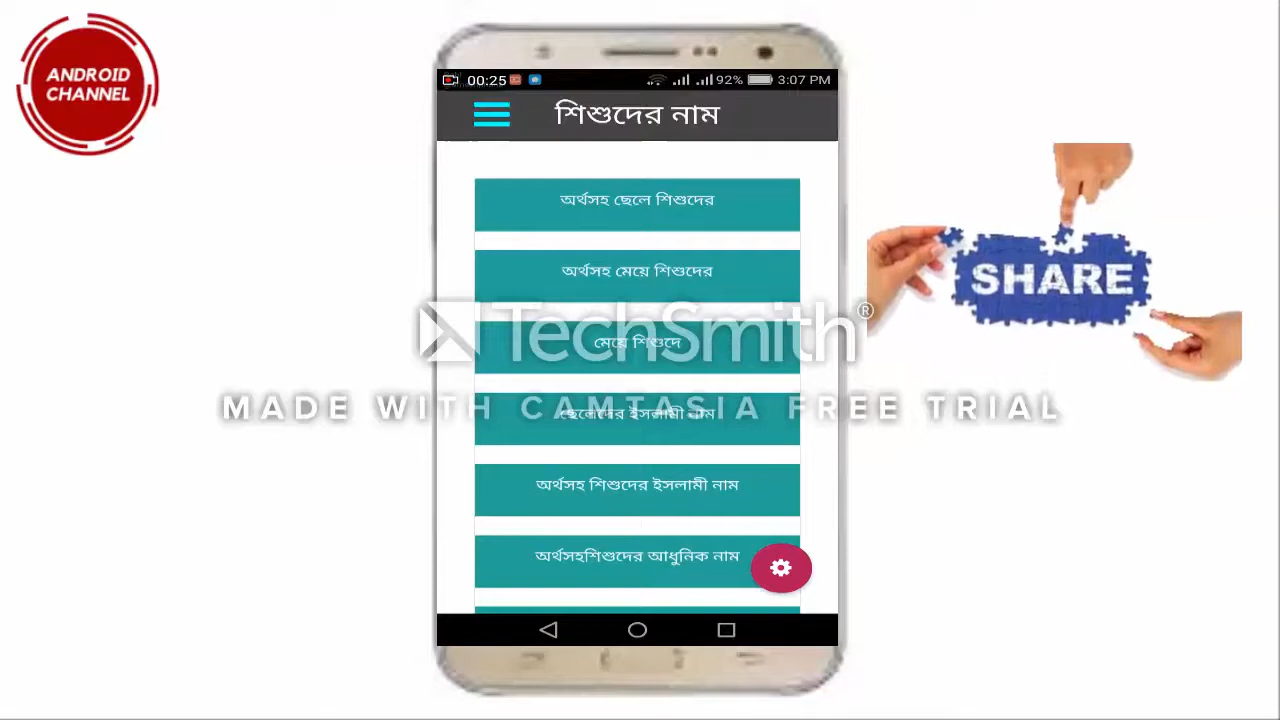 ANDROID
CHANNEL
00:25
92%
3:07 PM
শিশুদের নাম
অর্থসহ ছেলে শিশুদের
অর্থসহ মেয়ে শিশুদের
SHARE
TechSmith®
মেয়ে শিশুদে
MADE WITH CAMTASIA FREE TRIAL
ছেলেদের ইসলামী নাম
অর্থসহ শিশুদের ইসলামী নাম
অর্থসহশিশুদের আধুনিক নাম